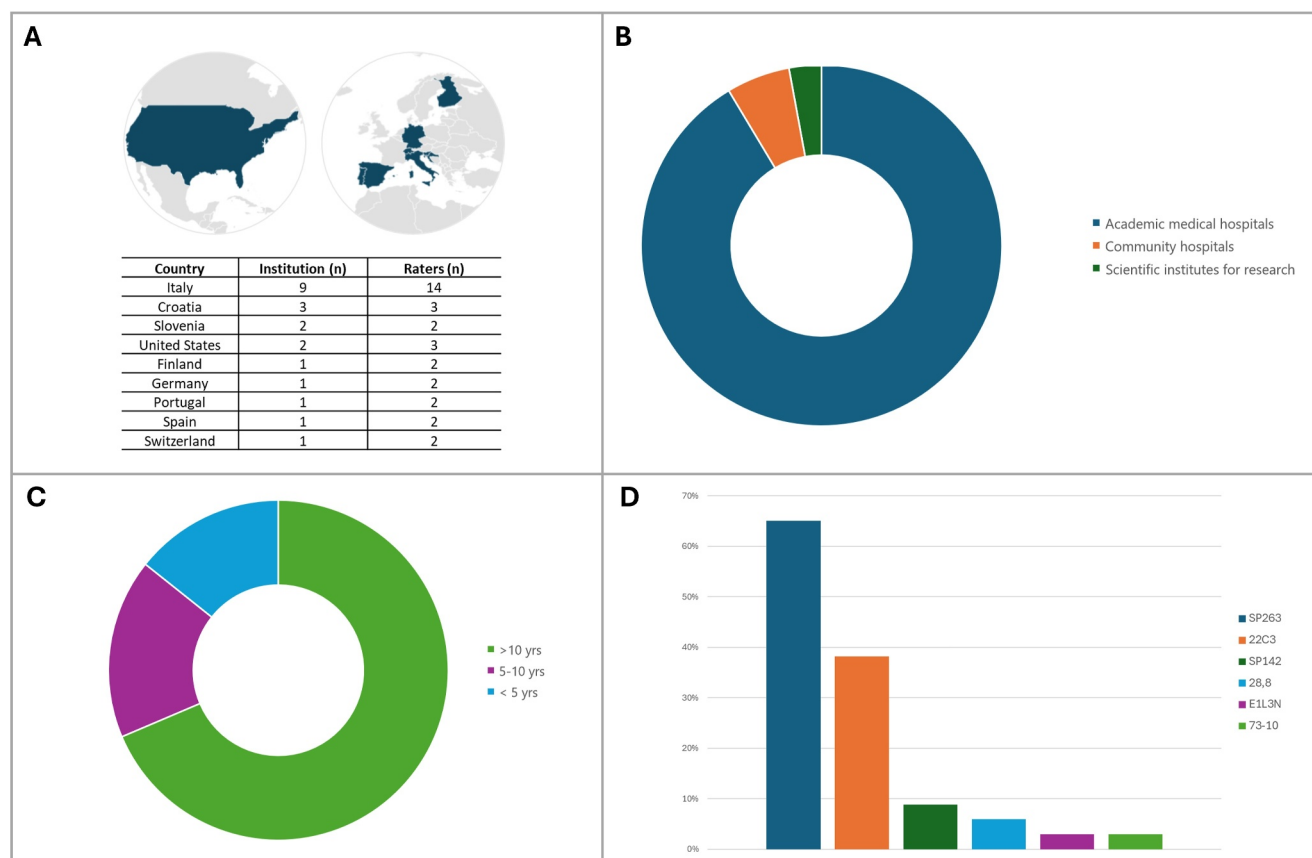 A
Country Institution (n) Raters (n)
Italy 9 14
Croatia 3 3
Slovenia 2 2
United States 2 3
Finland 1 2
Germany 1 2
Portugal 1 2
Spain 1 2
Switzerland 1 2
B
Academic medical hospitals
Community hospitals
Scientific institutes for research
C
>10 yrs
5-10 yrs
< 5 yrs
D
70%
60%
50%
40%
30%
20%
10%
0%
SP263
22C3
SP142
28,8
E1L3N
73-10